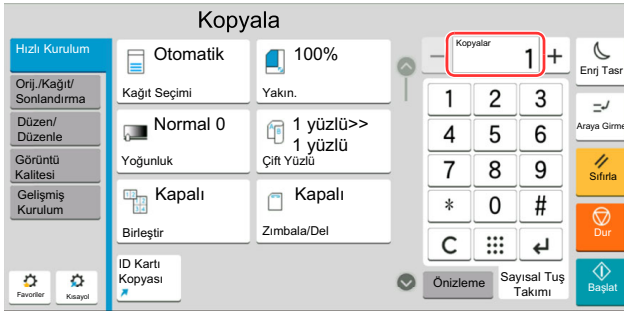 Kopyala
Hızlı Kurulum
Orij./Kağıt/
Sonlandırma
Düzen/
Düzenle
Görüntü
Kalitesi
Gelişmiş
Kurulum
Favoriler
Kısayol
Otomatik
Kağıt Seçimi
100%
Yakın.
Normal 0
Yoğunluk
1 yüzlü>>
1 yüzlü
Çift Yüzlü
Kapalı
Birleştir
Kapalı
Zımbala/Del
ID Kartı
Kopyası
Kopyalar
− 1 +
1 2 3
4 5 6
7 8 9
* 0 #
C
Önizleme
Sayısal Tuş
Takımı
Enrj Tasr
Araya Girme
Sıfırla
Dur
Başlat